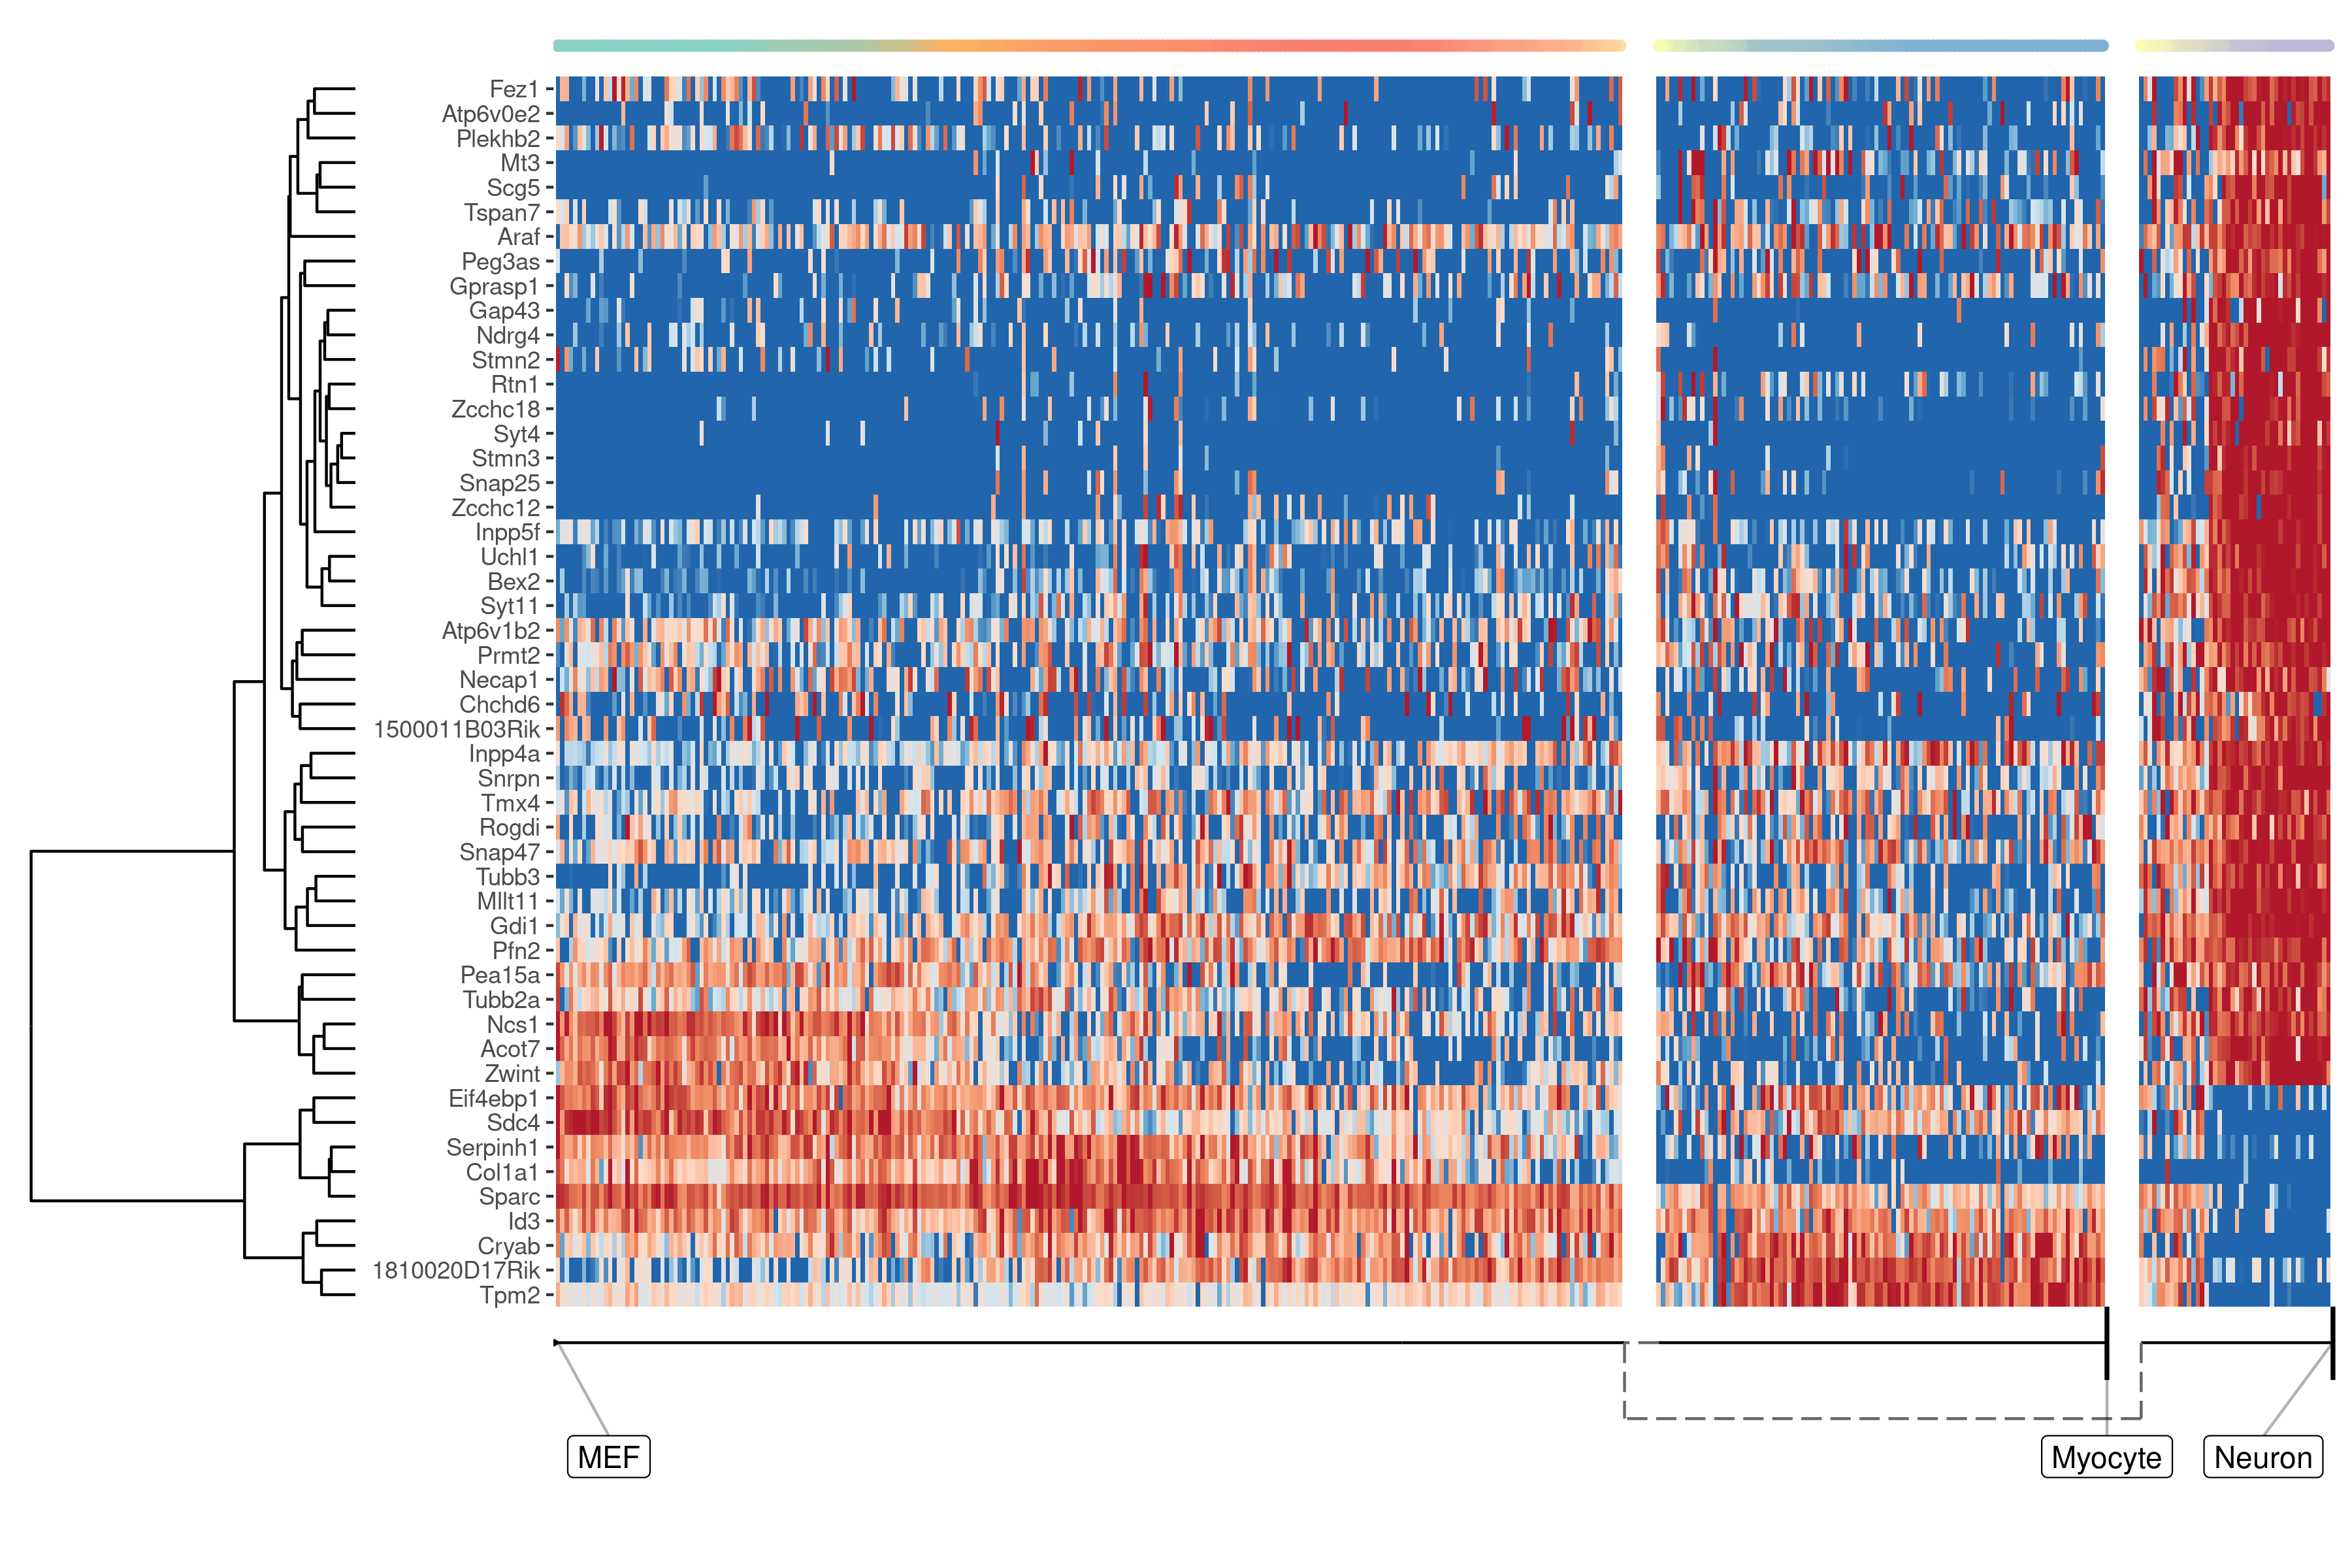 Fez1
Atp6v0e2
Plekhb2
Mt3
Scg5
Tspan7
Araf
Peg3as
Gprasp1
Gap43
Ndrg4
Stmn2
Rtn1
Zcchc18
Syt4
Stmn3
Snap25
Zcchc12
Inpp5f
Uchl1
Bex2
Syt11
Atp6v1b2
Prmt2
Necap1
Chchd6
1500011B03Rik
Inpp4a
Snrpn
Tmx4
Rogdi
Snap47
Tubb3
Mllt11
Gdi1
Pfn2
Pea15a
Tubb2a
Ncs1
Acot7
Zwint
Eif4ebp1
Sdc4
Serpinh1
Col1a1
Sparc
Id3
Cryab
1810020D17Rik
Tpm2
MEF Myocyte Neuron